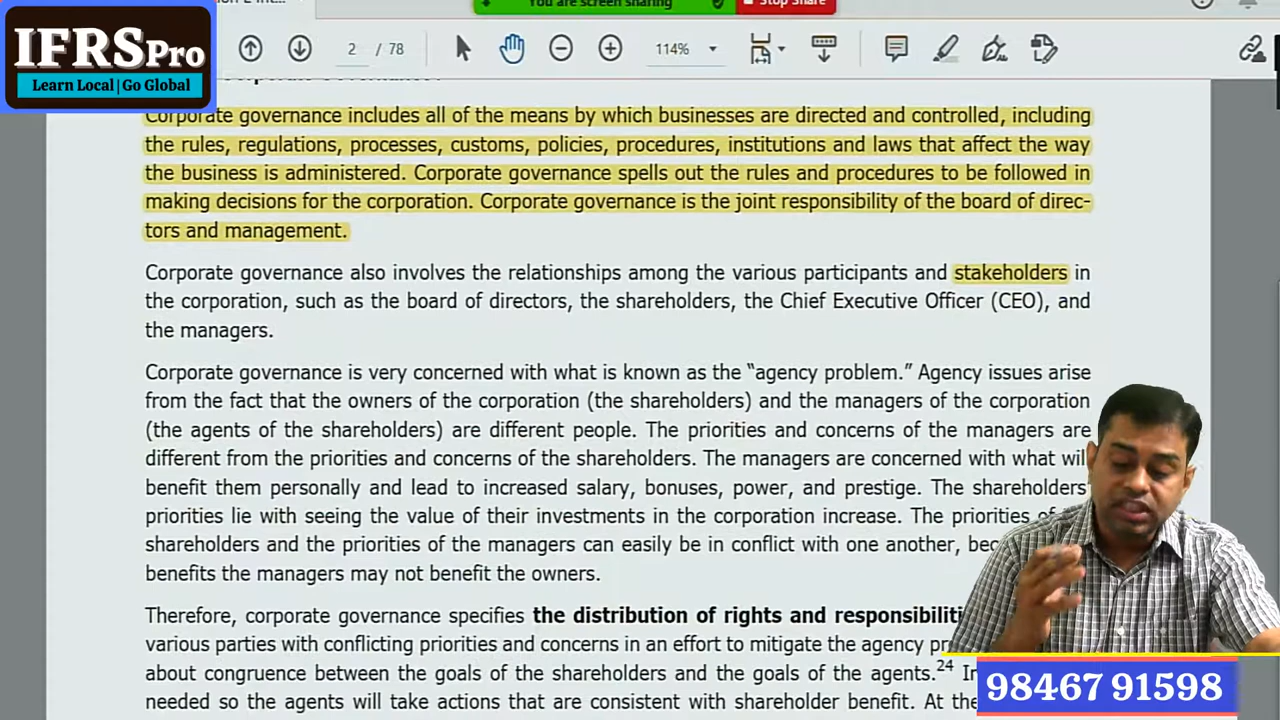 You are screen sharing
Stop Share
IFRSPro
Learn Local|Go Global
2 / 78
114%
Corporate governance includes all of the means by which businesses are directed and controlled, including
the rules, regulations, processes, customs, policies, procedures, institutions and laws that affect the way
the business is administered. Corporate governance spells out the rules and procedures to be followed in
making decisions for the corporation. Corporate governance is the joint responsibility of the board of direc-
tors and management.
Corporate governance also involves the relationships among the various participants and stakeholders in
the corporation, such as the board of directors, the shareholders, the Chief Executive Officer (CEO), and
the managers.
Corporate governance is very concerned with what is known as the “agency problem.” Agency issues arise
from the fact that the owners of the corporation (the shareholders) and the managers of the corporation
(the agents of the shareholders) are different people. The priorities and concerns of the managers are
different from the priorities and concerns of the shareholders. The managers are concerned with what will
benefit them personally and lead to increased salary, bonuses, power, and prestige. The shareholders
priorities lie with seeing the value of their investments in the corporation increase. The priorities
shareholders and the priorities of the managers can easily be in conflict with one another,
benefits the managers may not benefit the owners.
Therefore, corporate governance specifies the distribution of rights and
various parties with conflicting priorities and concerns in an effort to mitigate the agency
about congruence between the goals of the shareholders and the goals of the agents.24
needed so the agents will take actions that are consistent with shareholder benefit. At
98467 91598